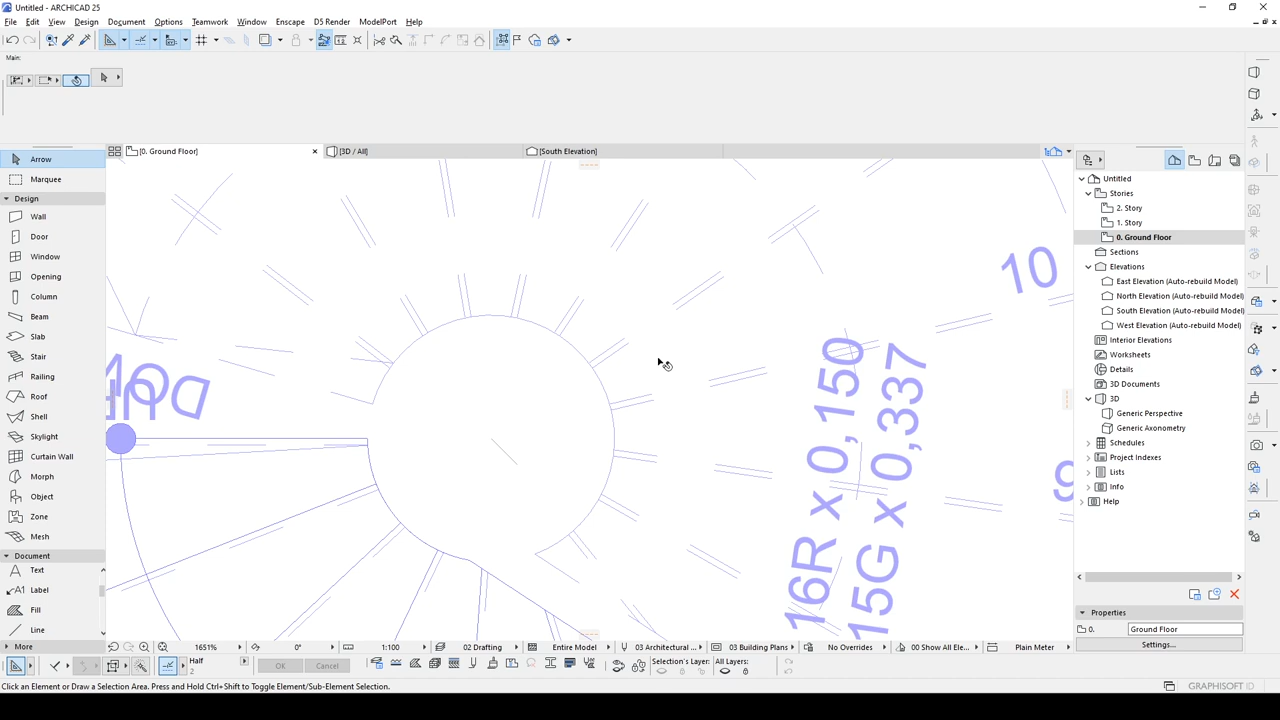 Untitled - ARCHICAD 25
File Edit View Design Document Options Teamwork Window Enscape D5 Render ModelPort Help
Main:
[0. Ground Floor]
[3D / All]
[South Elevation]
Arrow
Marquee
Design
Wall
Door
Window
Opening
Column
Beam
Slab
Stair
Railing
Roof
Shell
Skylight
Curtain Wall
Morph
Object
Zone
Mesh
Document
Text
Label
Fill
Line
More
16R x 0,150
15G x 0,337
10
9
Untitled
Stories
2. Story
1. Story
0. Ground Floor
Sections
Elevations
East Elevation (Auto-rebuild Model)
North Elevation (Auto-rebuild Model)
South Elevation (Auto-rebuild Model)
West Elevation (Auto-rebuild Model)
Interior Elevations
Worksheets
Details
3D Documents
3D
Generic Perspective
Generic Axonometry
Schedules
Project Indexes
Lists
Info
Help
Properties
0. Ground Floor
Settings...
1651% 0° 1:100 02 Drafting Entire Model 03 Architectural ... 03 Building Plans No Overrides 00 Show All Ele... Plain Meter
Half
2
OK Cancel
Selection's Layer: All Layers:
Click an Element or Draw a Selection Area. Press and Hold Ctrl+Shift to Toggle Element/Sub-Element Selection.
GRAPHISOFT ID